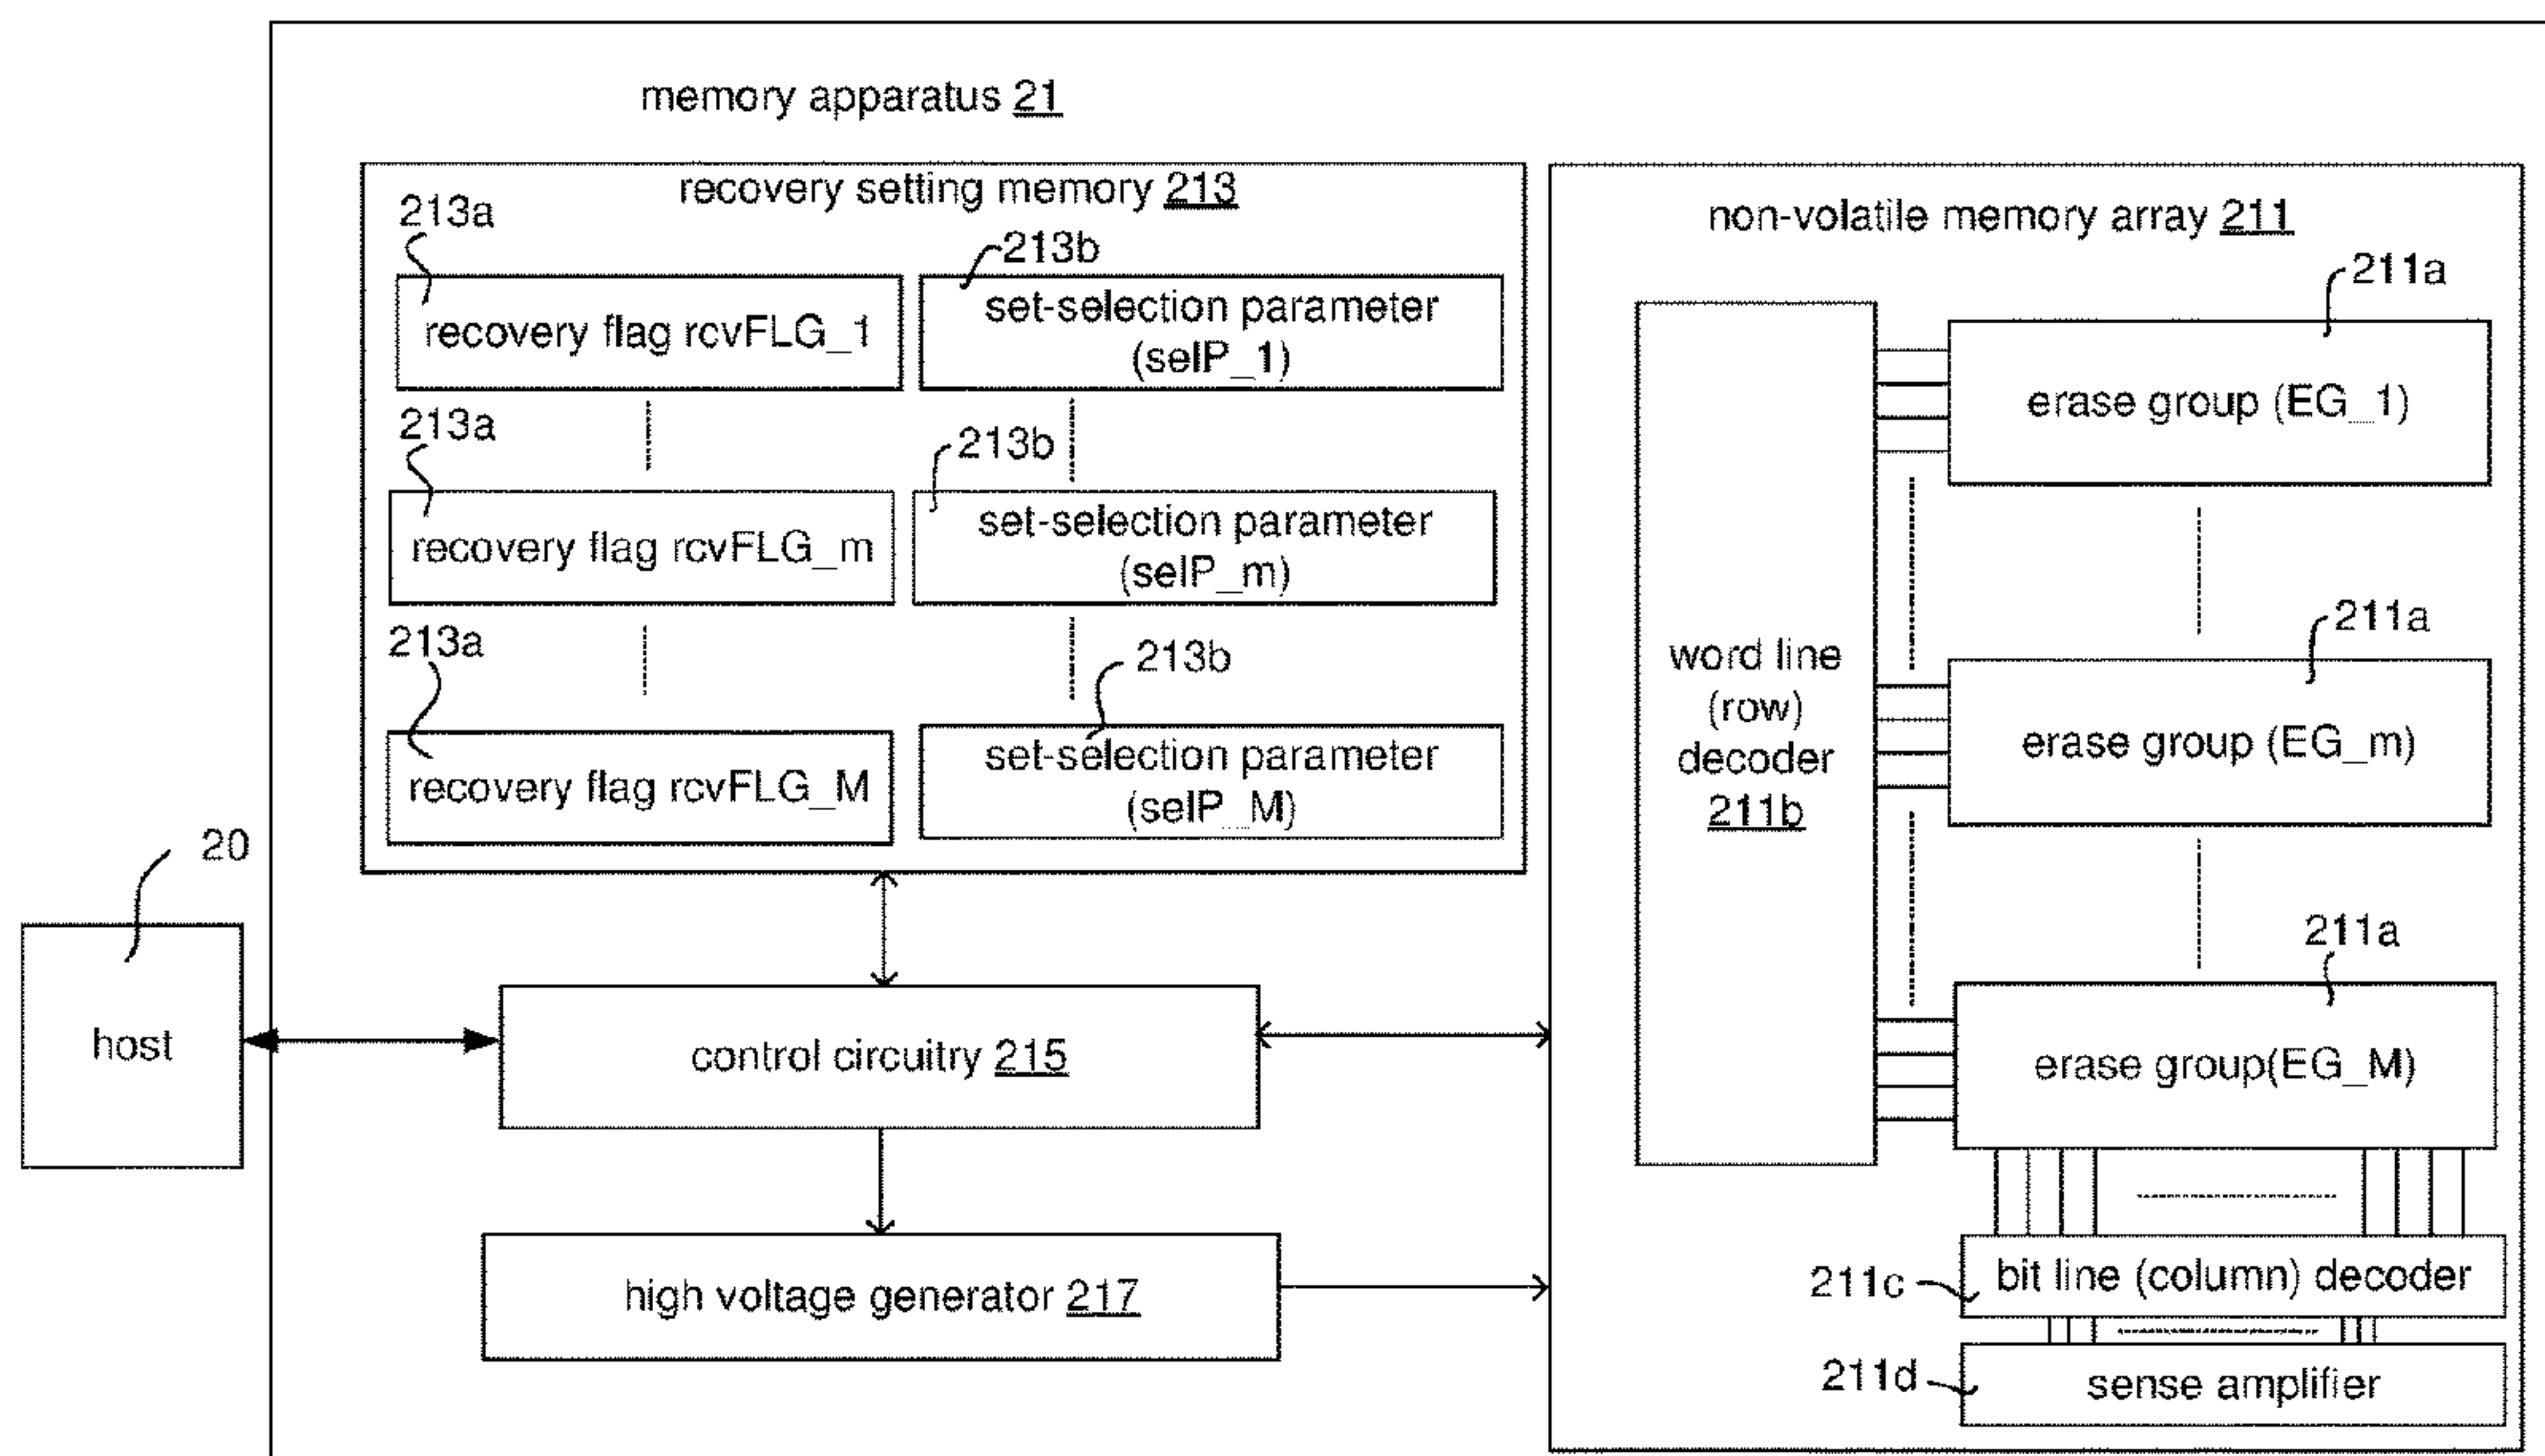 memory apparatus 21
recovery setting memory 213
213a
213b
recovery flag rcvFLG_1
set-selection parameter
(selP_1)
213a
213b
recovery flag rcvFLG_m
set-selection parameter
(selP_m)
213a
213b
recovery flag rcvFLG_M
set-selection parameter
(selP_M)
20
host
control circuitry 215
high voltage generator 217
non-volatile memory array 211
211a
erase group (EG_1)
word line
(row)
decoder
211b
211a
erase group (EG_m)
211a
erase group(EG_M)
211c
bit line (column) decoder
211d
sense amplifier